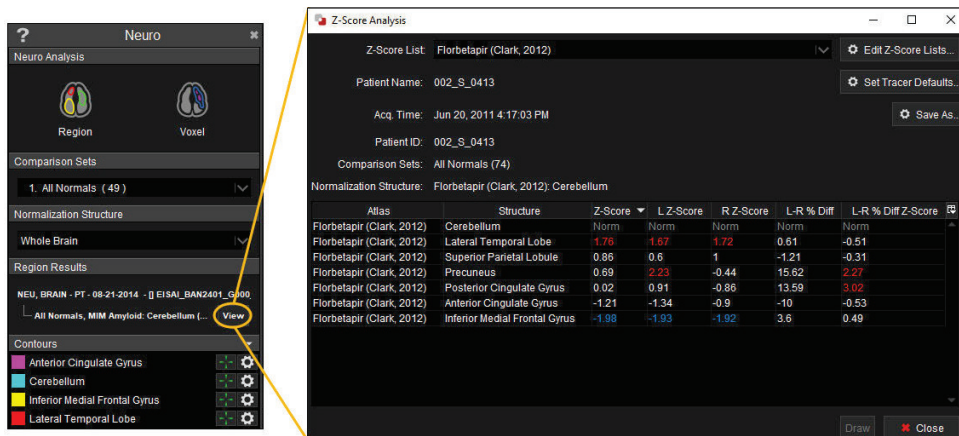 ? Neuro
Neuro Analysis
Region Voxel
Comparison Sets
1. All Normals ( 49 )
Normalization Structure
Whole Brain
Region Results
NEU, BRAIN - PT - 08-21-2014 - [] EISAI_BAN2401_G000_
All Normals, MIM Amyloid: Cerebellum (... View
Contours
Anterior Cingulate Gyrus
Cerebellum
Inferior Medial Frontal Gyrus
Lateral Temporal Lobe
Z-Score Analysis
Z-Score List: Florbetapir (Clark, 2012) Edit Z-Score Lists...
Patient Name: 002_S_0413 Set Tracer Defaults...
Acq. Time: Jun 20, 2011 4:17:03 PM Save As...
Patient ID: 002_S_0413
Comparison Sets: All Normals (74)
Normalization Structure: Florbetapir (Clark, 2012): Cerebellum
Atlas Structure Z-Score L Z-Score R Z-Score L-R % Diff L-R % Diff Z-Score
Florbetapir (Clark, 2012) Cerebellum Norm Norm Norm Norm Norm
Florbetapir (Clark, 2012) Lateral Temporal Lobe 1.76 1.67 1.72 0.61 -0.51
Florbetapir (Clark, 2012) Superior Parietal Lobule 0.86 0.6 1 -1.21 -0.31
Florbetapir (Clark, 2012) Precuneus 0.69 2.23 -0.44 15.62 2.27
Florbetapir (Clark, 2012) Posterior Cingulate Gyrus 0.02 0.91 -0.86 13.59 3.02
Florbetapir (Clark, 2012) Anterior Cingulate Gyrus -1.21 -1.34 -0.9 -10 -0.53
Florbetapir (Clark, 2012) Inferior Medial Frontal Gyrus -1.98 -1.93 -1.92 3.6 0.49
Draw Close